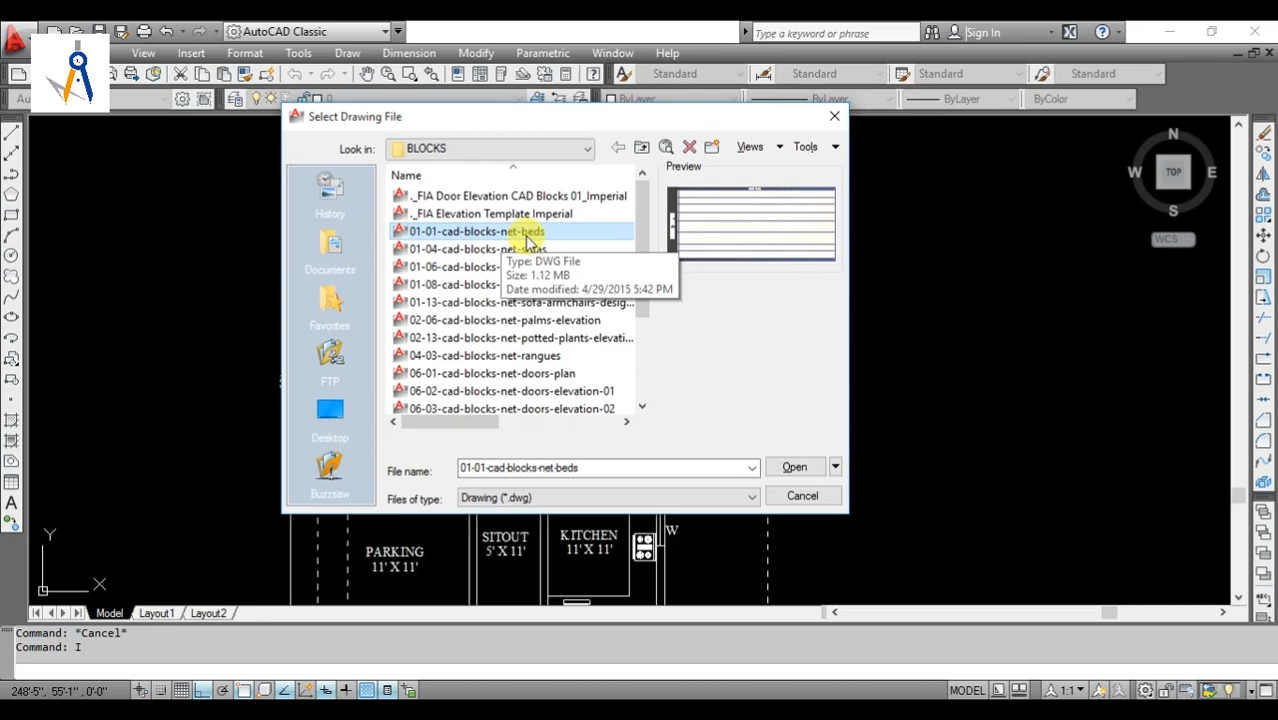 AutoCAD Classic
Type a keyword or phrase
Sign In
View Insert Format Tools Draw Dimension Modify Parametric Window Help
Standard Standard Standard Standard
0 ByLayer ByLayer ByLayer ByColor
Select Drawing File
Look in: BLOCKS
Views Tools
Name
Preview
._FIA Door Elevation CAD Blocks 01_Imperial
._FIA Elevation Template Imperial
01-01-cad-blocks-net-beds
01-04-cad-blocks-net-sofas
01-06-cad-blocks-
01-08-cad-blocks-
01-13-cad-blocks-net-sofa-armchairs-desig...
02-06-cad-blocks-net-palms-elevation
02-13-cad-blocks-net-potted-plants-elevati...
04-03-cad-blocks-net-rangues
06-01-cad-blocks-net-doors-plan
06-02-cad-blocks-net-doors-elevation-01
06-03-cad-blocks-net-doors-elevation-02
Type: DWG File
Size: 1.12 MB
Date modified: 4/29/2015 5:42 PM
History
Documents
Favorites
FTP
Desktop
Buzzsaw
File name: 01-01-cad-blocks-net-beds Open
Files of type: Drawing (*.dwg) Cancel
N
W TOP E
S
WCS
PARKING
11' X 11'
SITOUT
5' X 11'
KITCHEN
11' X 11'
W
Y
X
Model Layout1 Layout2
Command: *Cancel*
Command: I
248'-5", 55'-1", 0'-0"
MODEL
1:1